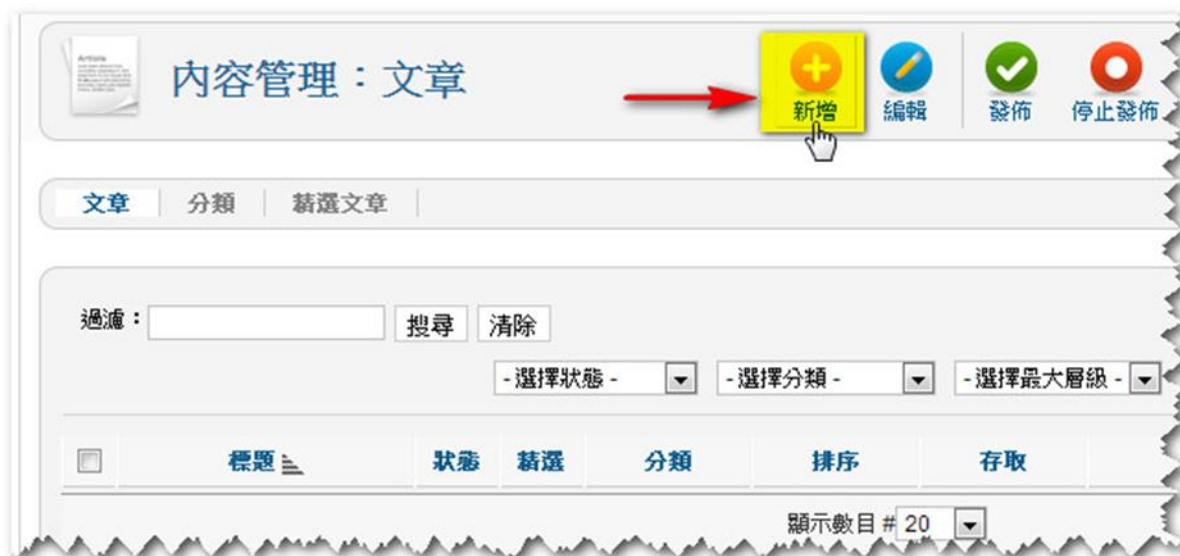 內容管理：文章
新增 編輯 發佈 停止發佈
文章 分類 精選文章
過濾： 搜尋 清除
- 選擇狀態 - - 選擇分類 - - 選擇最大層級 -
標題 狀態 精選 分類 排序 存取
顯示數目 # 20